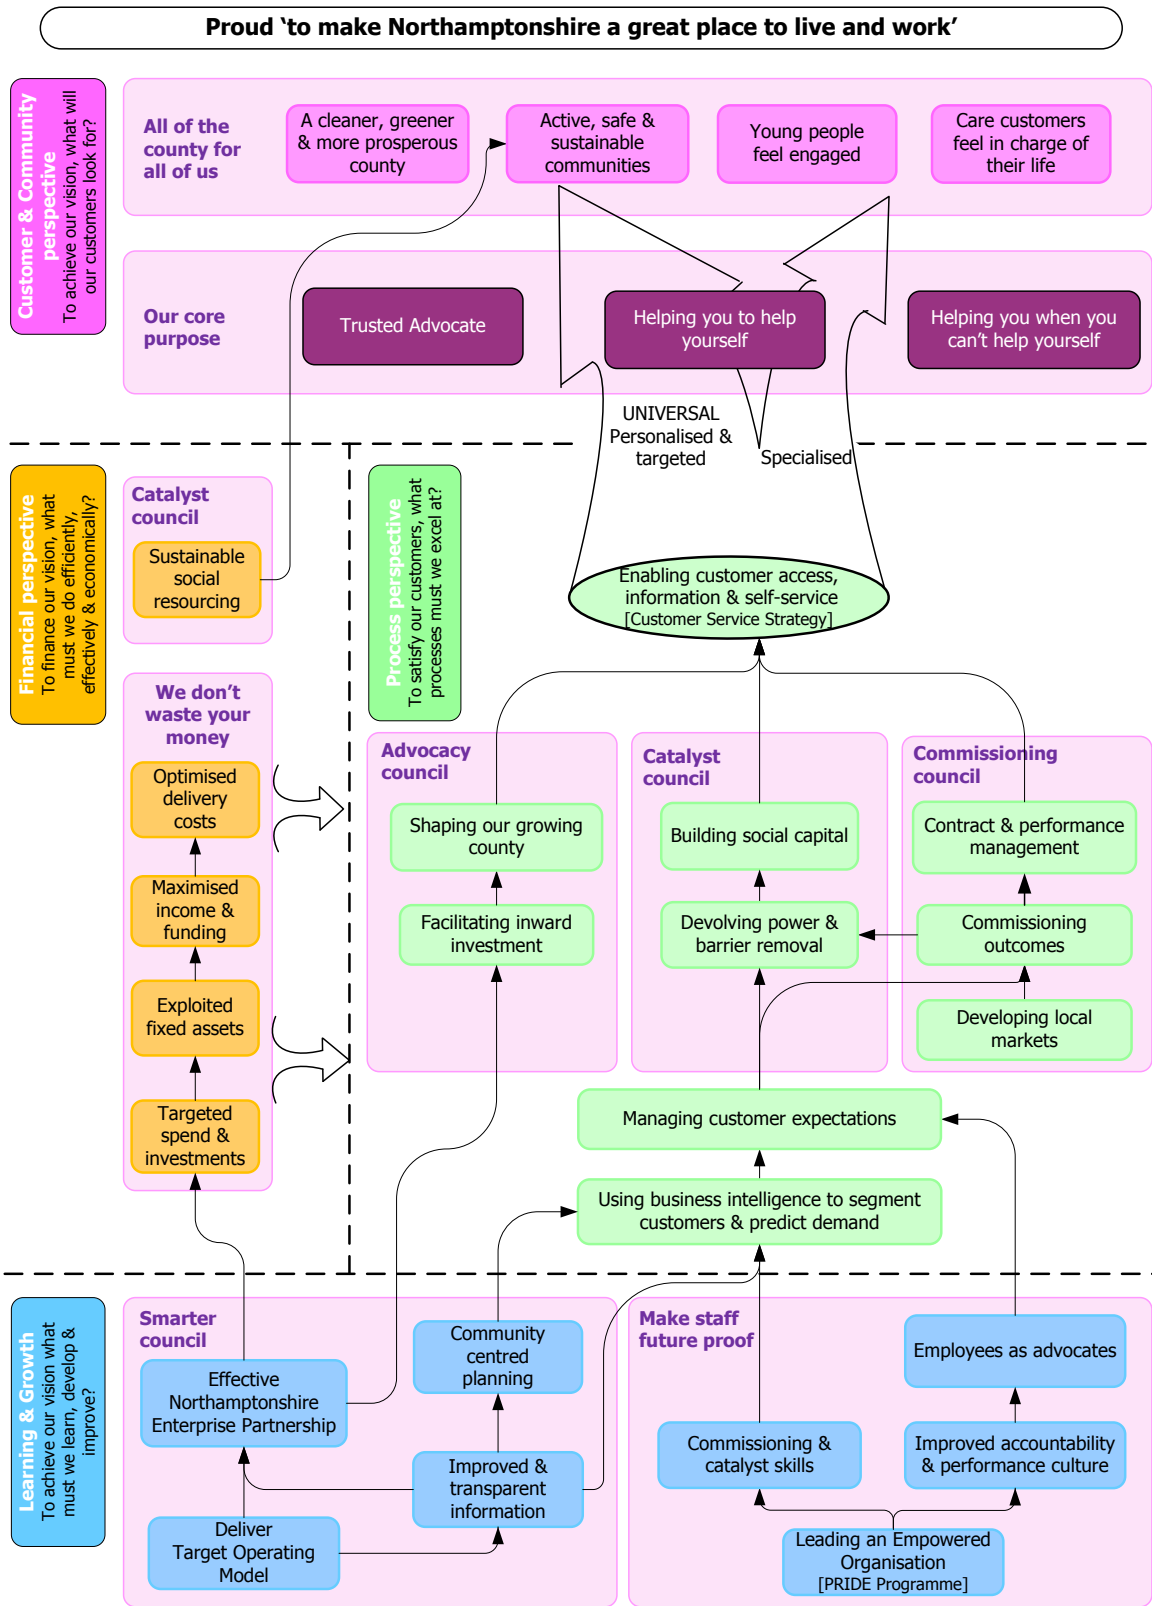 Proud ‘to make Northamptonshire a great place to live and work’
Customer & Community
perspective
To achieve our vision, what will
our customers look for?
All of the
county for
all of us
A cleaner, greener
& more prosperous
county
Active, safe &
sustainable
communities
Young people
feel engaged
Care customers
feel in charge of
their life
Our core
purpose
Trusted Advocate
Helping you to help
yourself
Helping you when you
can’t help yourself
UNIVERSAL
Personalised &
targeted
Specialised
Financial perspective
To finance our vision, what
must we do efficiently,
effectively & economically?
Catalyst
council
Sustainable
social
resourcing
We don’t
waste your
money
Optimised
delivery
costs
Maximised
income &
funding
Exploited
fixed assets
Targeted
spend &
investments
Process perspective
To satisfy our customers, what
processes must we excel at?
Enabling customer access,
information & self-service
[Customer Service Strategy]
Advocacy
council
Shaping our growing
county
Facilitating inward
investment
Catalyst
council
Building social capital
Devolving power &
barrier removal
Commissioning
council
Contract & performance
management
Commissioning
outcomes
Developing local
markets
Managing customer expectations
Using business intelligence to segment
customers & predict demand
Learning & Growth
To achieve our vision what
must we learn, develop &
improve?
Smarter
council
Effective
Northamptonshire
Enterprise Partnership
Deliver
Target Operating
Model
Community
centred
planning
Improved &
transparent
information
Make staff
future proof
Employees as advocates
Commissioning &
catalyst skills
Improved accountability
& performance culture
Leading an Empowered
Organisation
[PRIDE Programme]